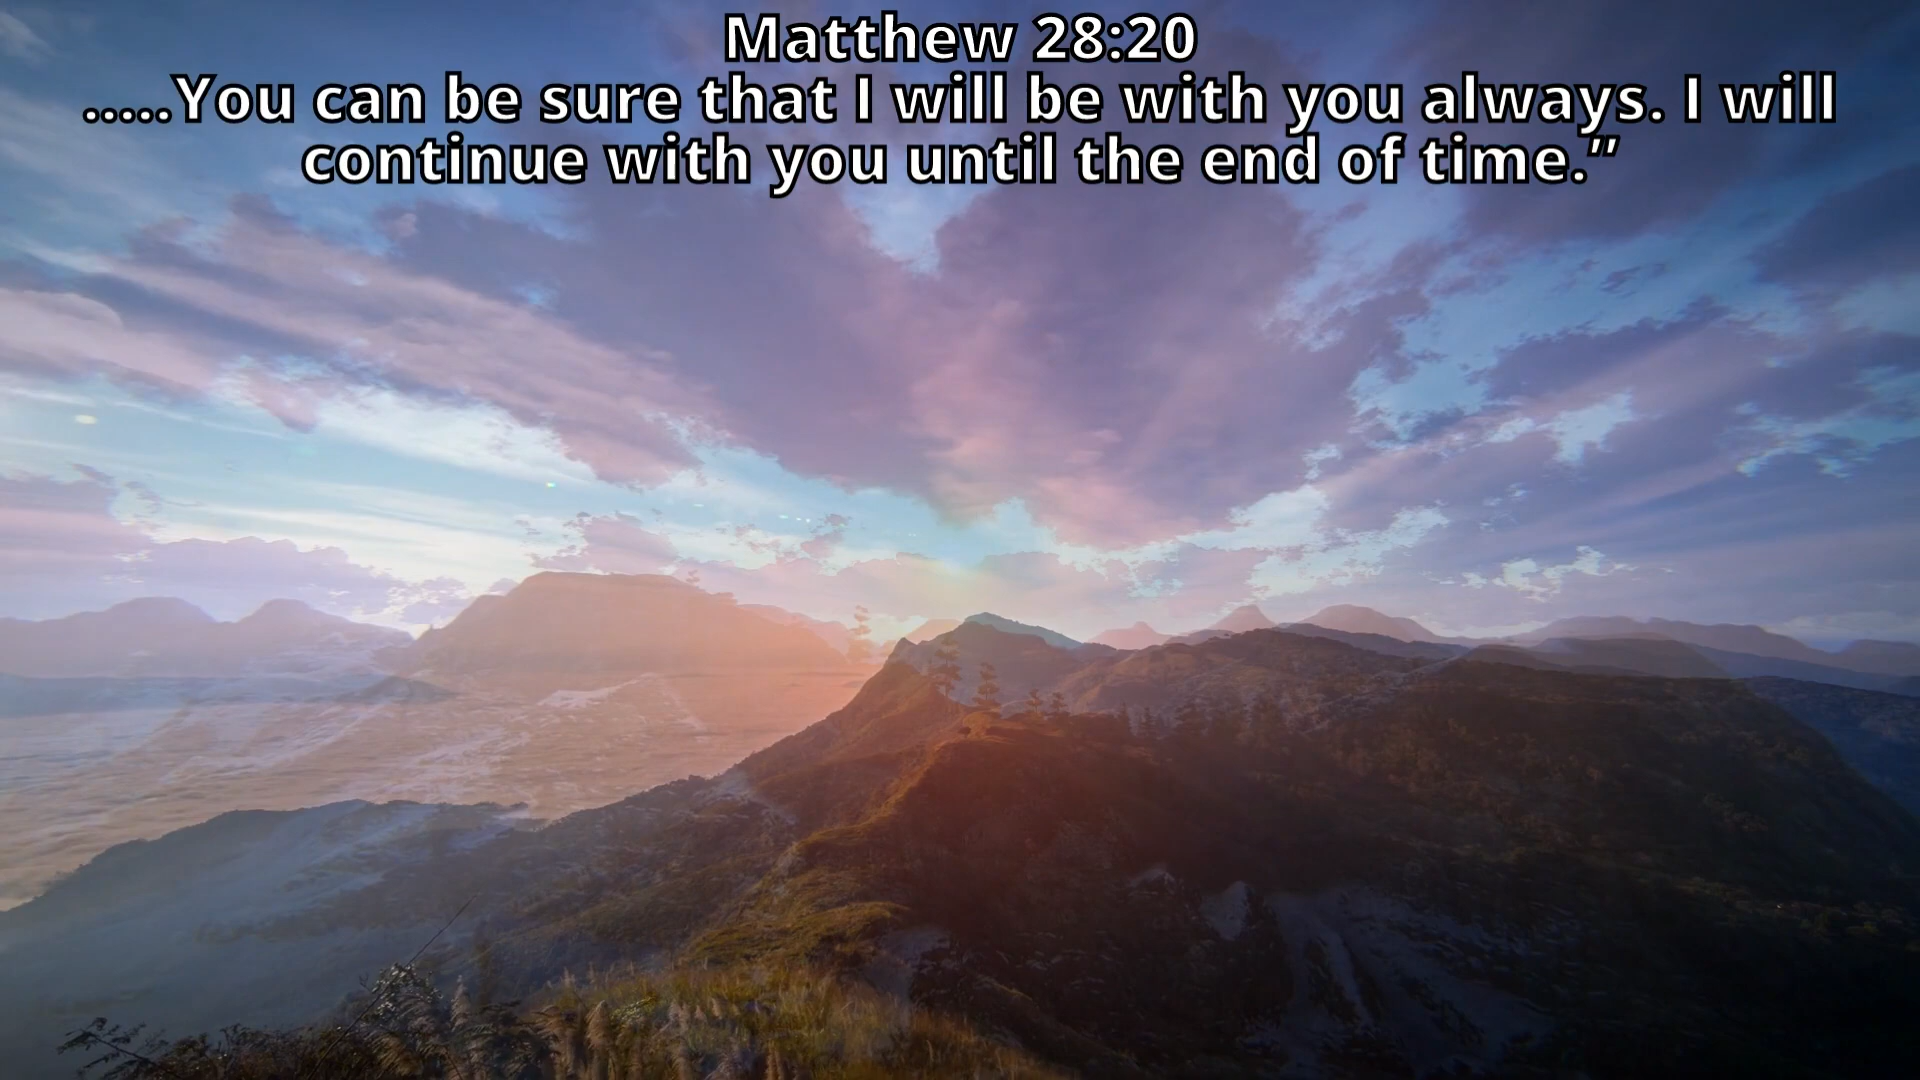 Matthew 28:20
.....You can be sure that I will be with you always. I will
continue with you until the end of time.”